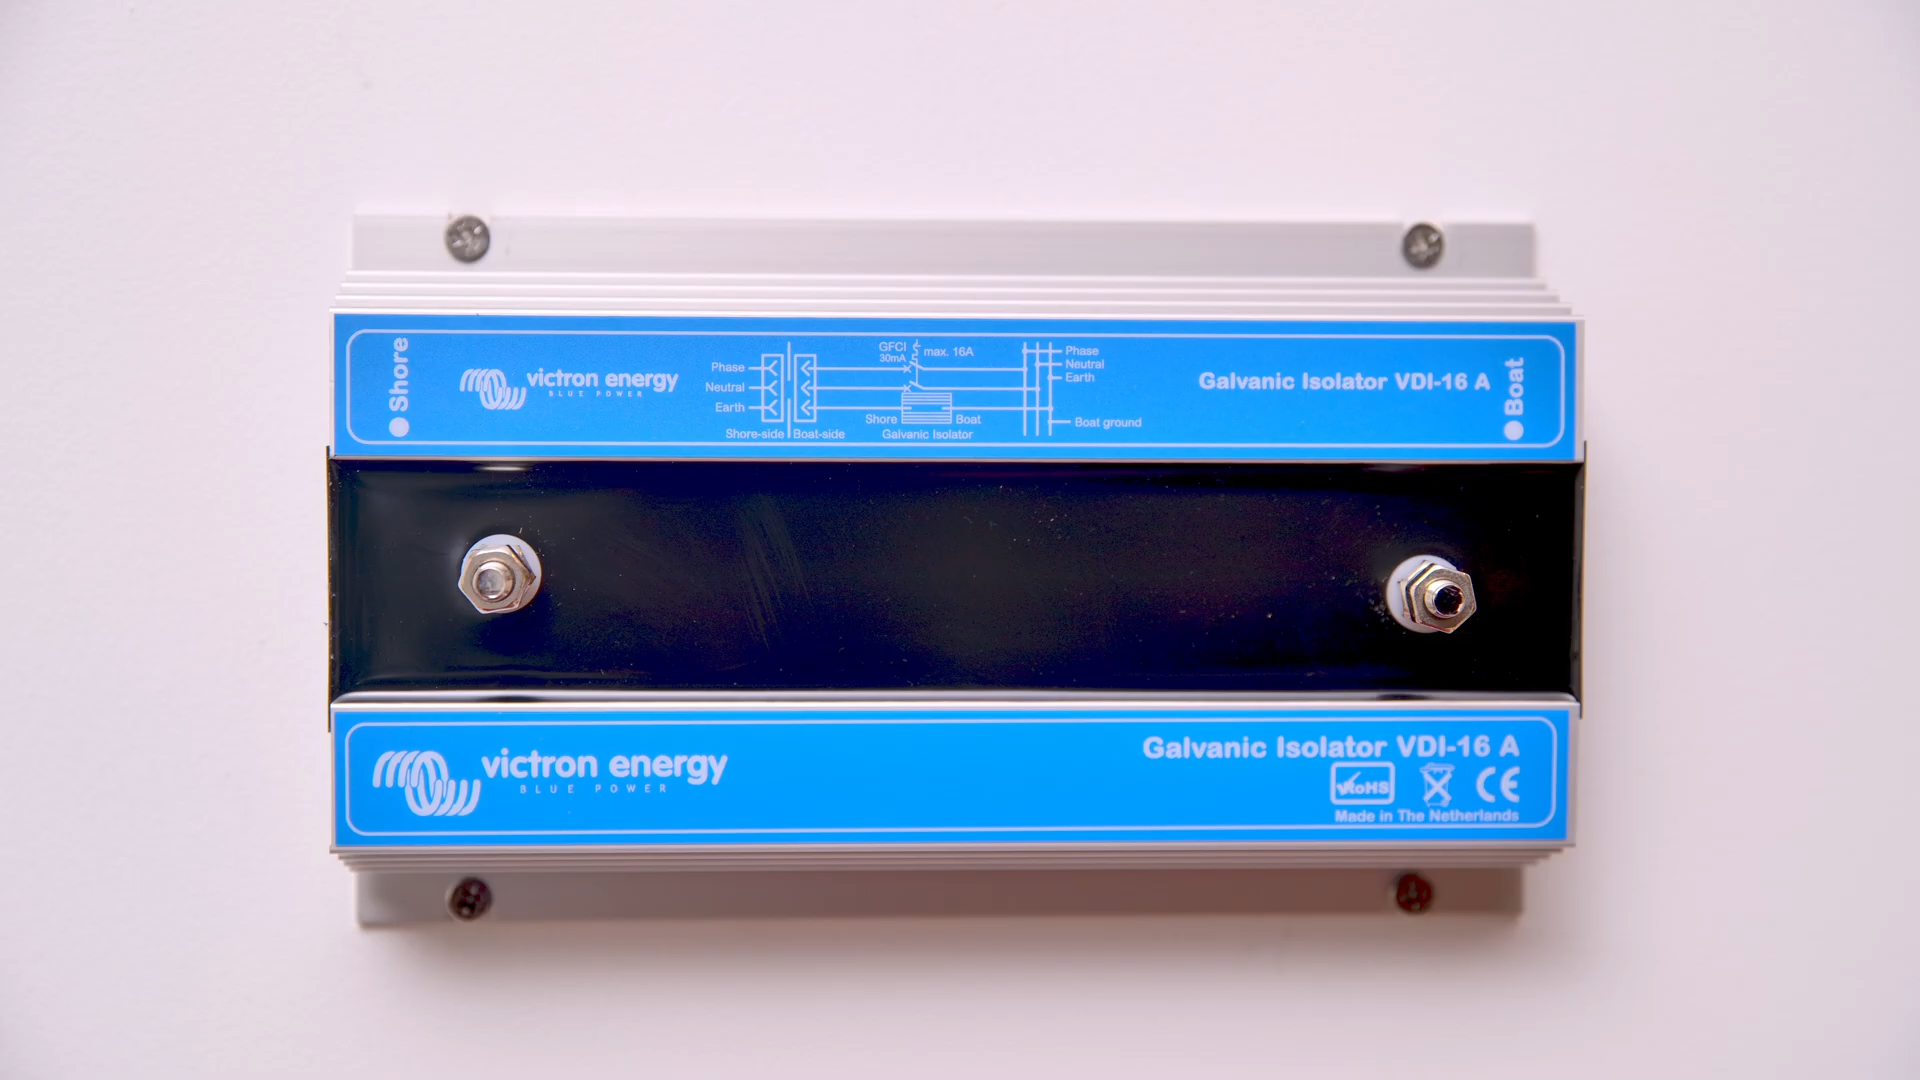 Shore
victron energy
BLUE POWER
Phase
Neutral
Earth
Shore-side
Boat-side
GFCI
30mA
max. 16A
Shore
Boat
Galvanic Isolator
Phase
Neutral
Earth
Boat ground
Galvanic Isolator VDI-16 A
Boat
victron energy
BLUE POWER
Galvanic Isolator VDI-16 A
RoHS
CE
Made in The Netherlands